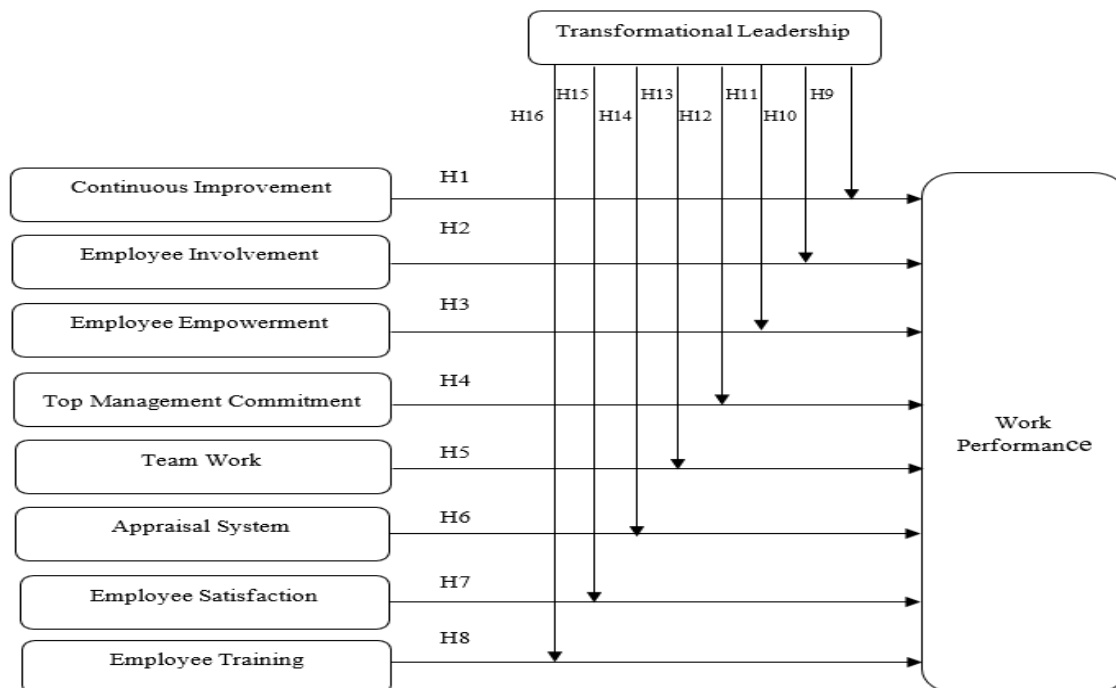 Transformational Leadership
H15
H13
H11
H9
H16
H14
H12
H10
Continuous Improvement
H1
Employee Involvement
H2
Employee Empowerment
H3
Top Management Commitment
H4
Team Work
H5
Appraisal System
H6
Employee Satisfaction
H7
Employee Training
H8
Work
Performance